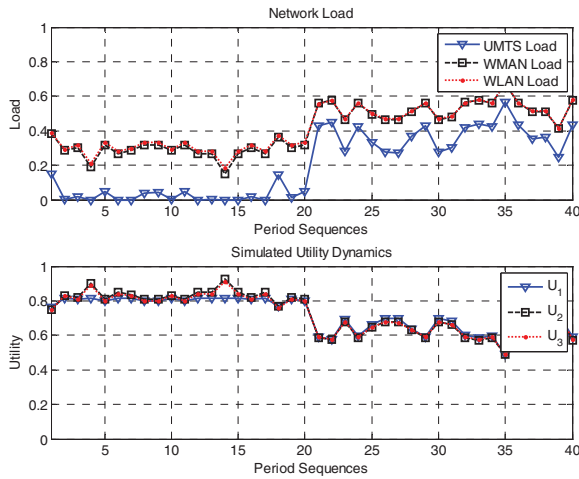 Network Load
1
0.8
0.6
0.4
0.2
0
Load
UMTS Load
WMAN Load
WLAN Load
5 10 15 20 25 30 35 40
Period Sequences
Simulated Utility Dynamics
1
0.8
0.6
0.4
0.2
0
Utility
U1
U2
U3
5 10 15 20 25 30 35 40
Period Sequences